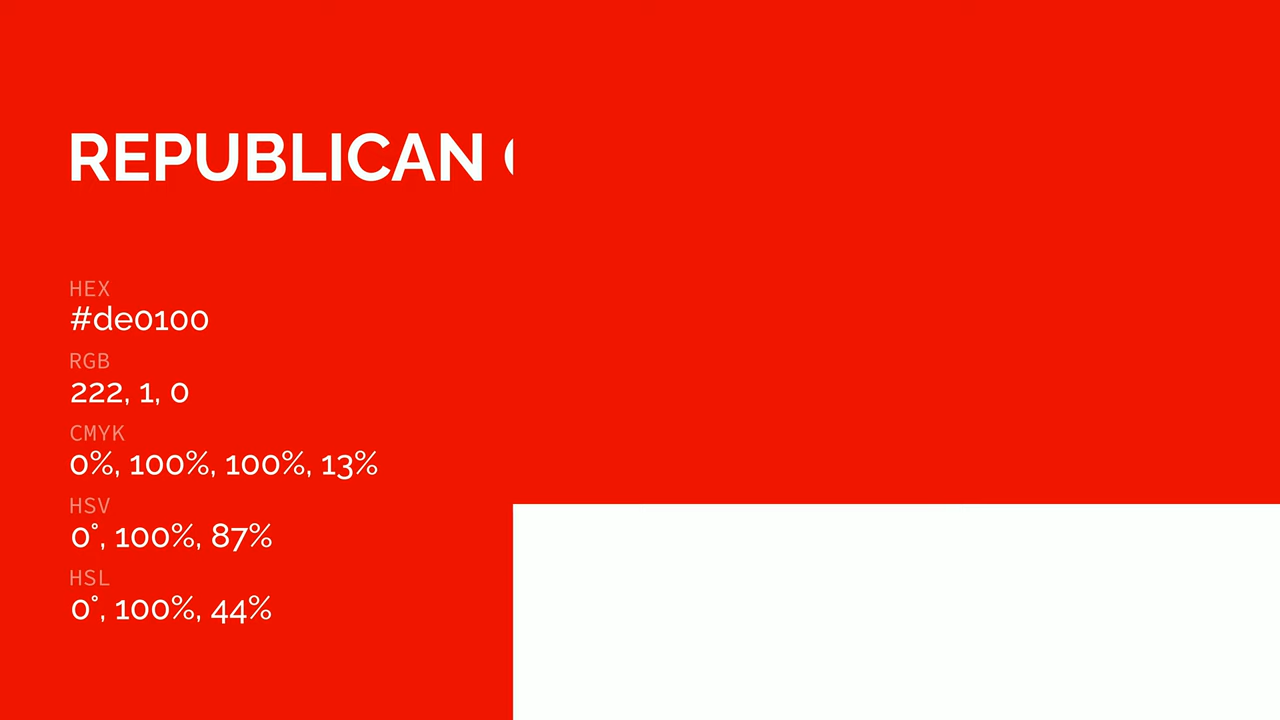 REPUBLICAN
HEX
#de0100
RGB
222, 1, 0
CMYK
0%, 100%, 100%, 13%
HSV
0°, 100%, 87%
HSL
0°, 100%, 44%